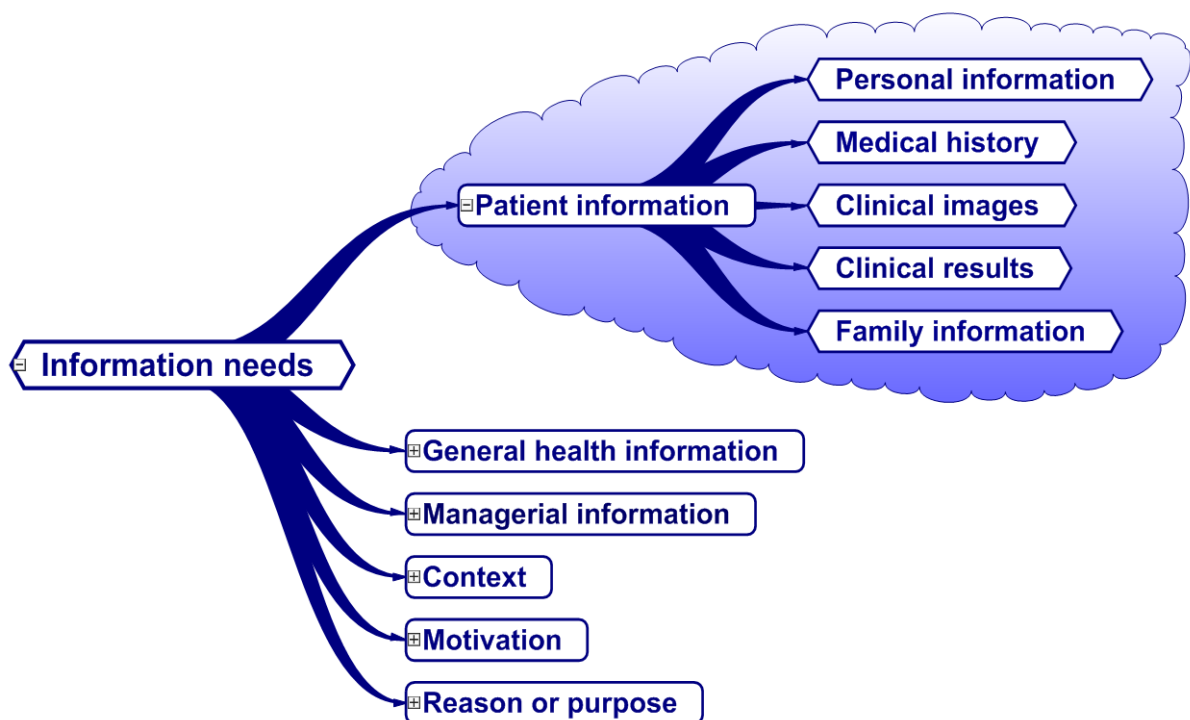 Information needs
Patient information
Personal information
Medical history
Clinical images
Clinical results
Family information
General health information
Managerial information
Context
Motivation
Reason or purpose